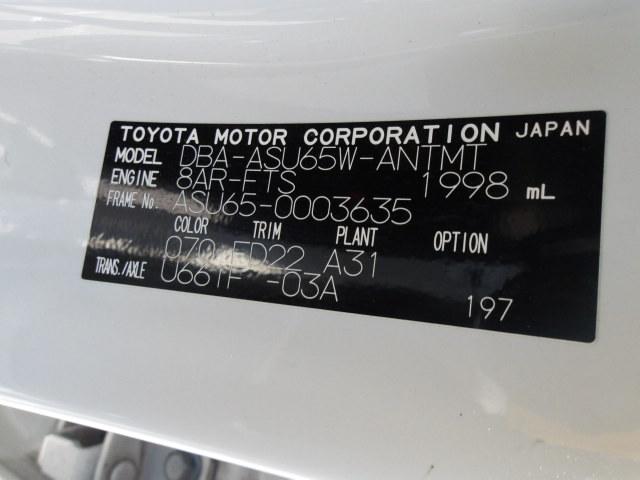 TOYOTA MOTOR CORPORATION JAPAN
MODEL DBA-ASU65W-ANTMT
ENGINE 8AR-FTS 1998 mL
FRAME No. ASU65-0003635
COLOR TRIM PLANT OPTION
070 ED22 A31
TRANS./AXLE U661F -03A
197